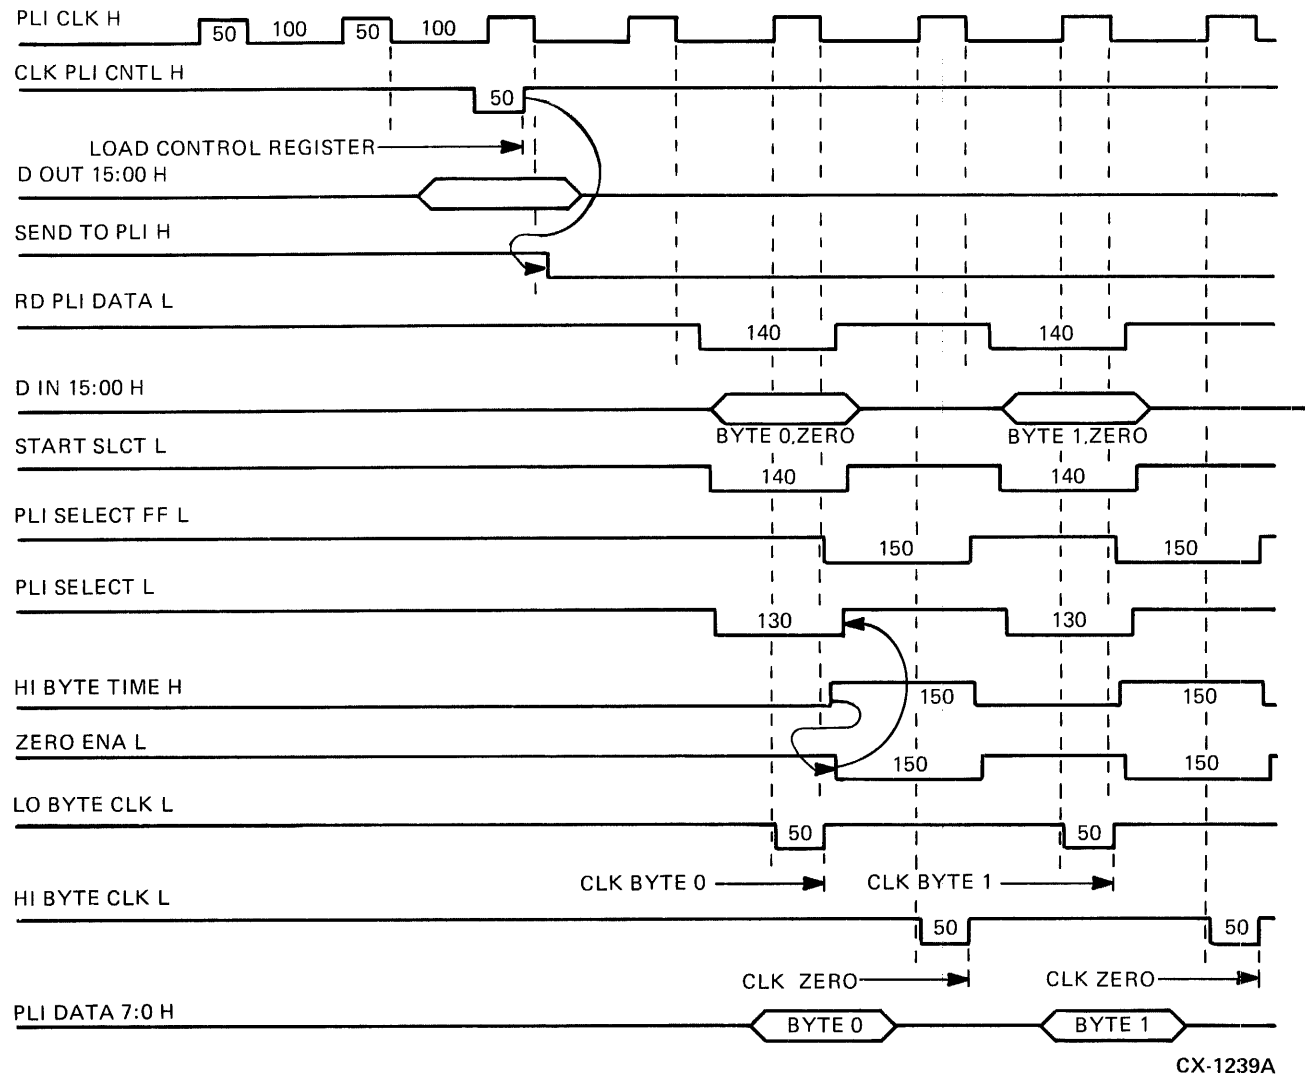 PLI CLK H
50 100 50 100
CLK PLI CNTL H
50
LOAD CONTROL REGISTER
D OUT 15:00 H
SEND TO PLI H
RD PLI DATA L
140 140
D IN 15:00 H
BYTE 0,ZERO BYTE 1,ZERO
START SLCT L
140 140
PLI SELECT FF L
150 150
PLI SELECT L
130 130
HI BYTE TIME H
150 150
ZERO ENA L
150 150
LO BYTE CLK L
50 50
CLK BYTE 0 CLK BYTE 1
HI BYTE CLK L
50 50
CLK ZERO CLK ZERO
PLI DATA 7:0 H
BYTE 0 BYTE 1
CX-1239A